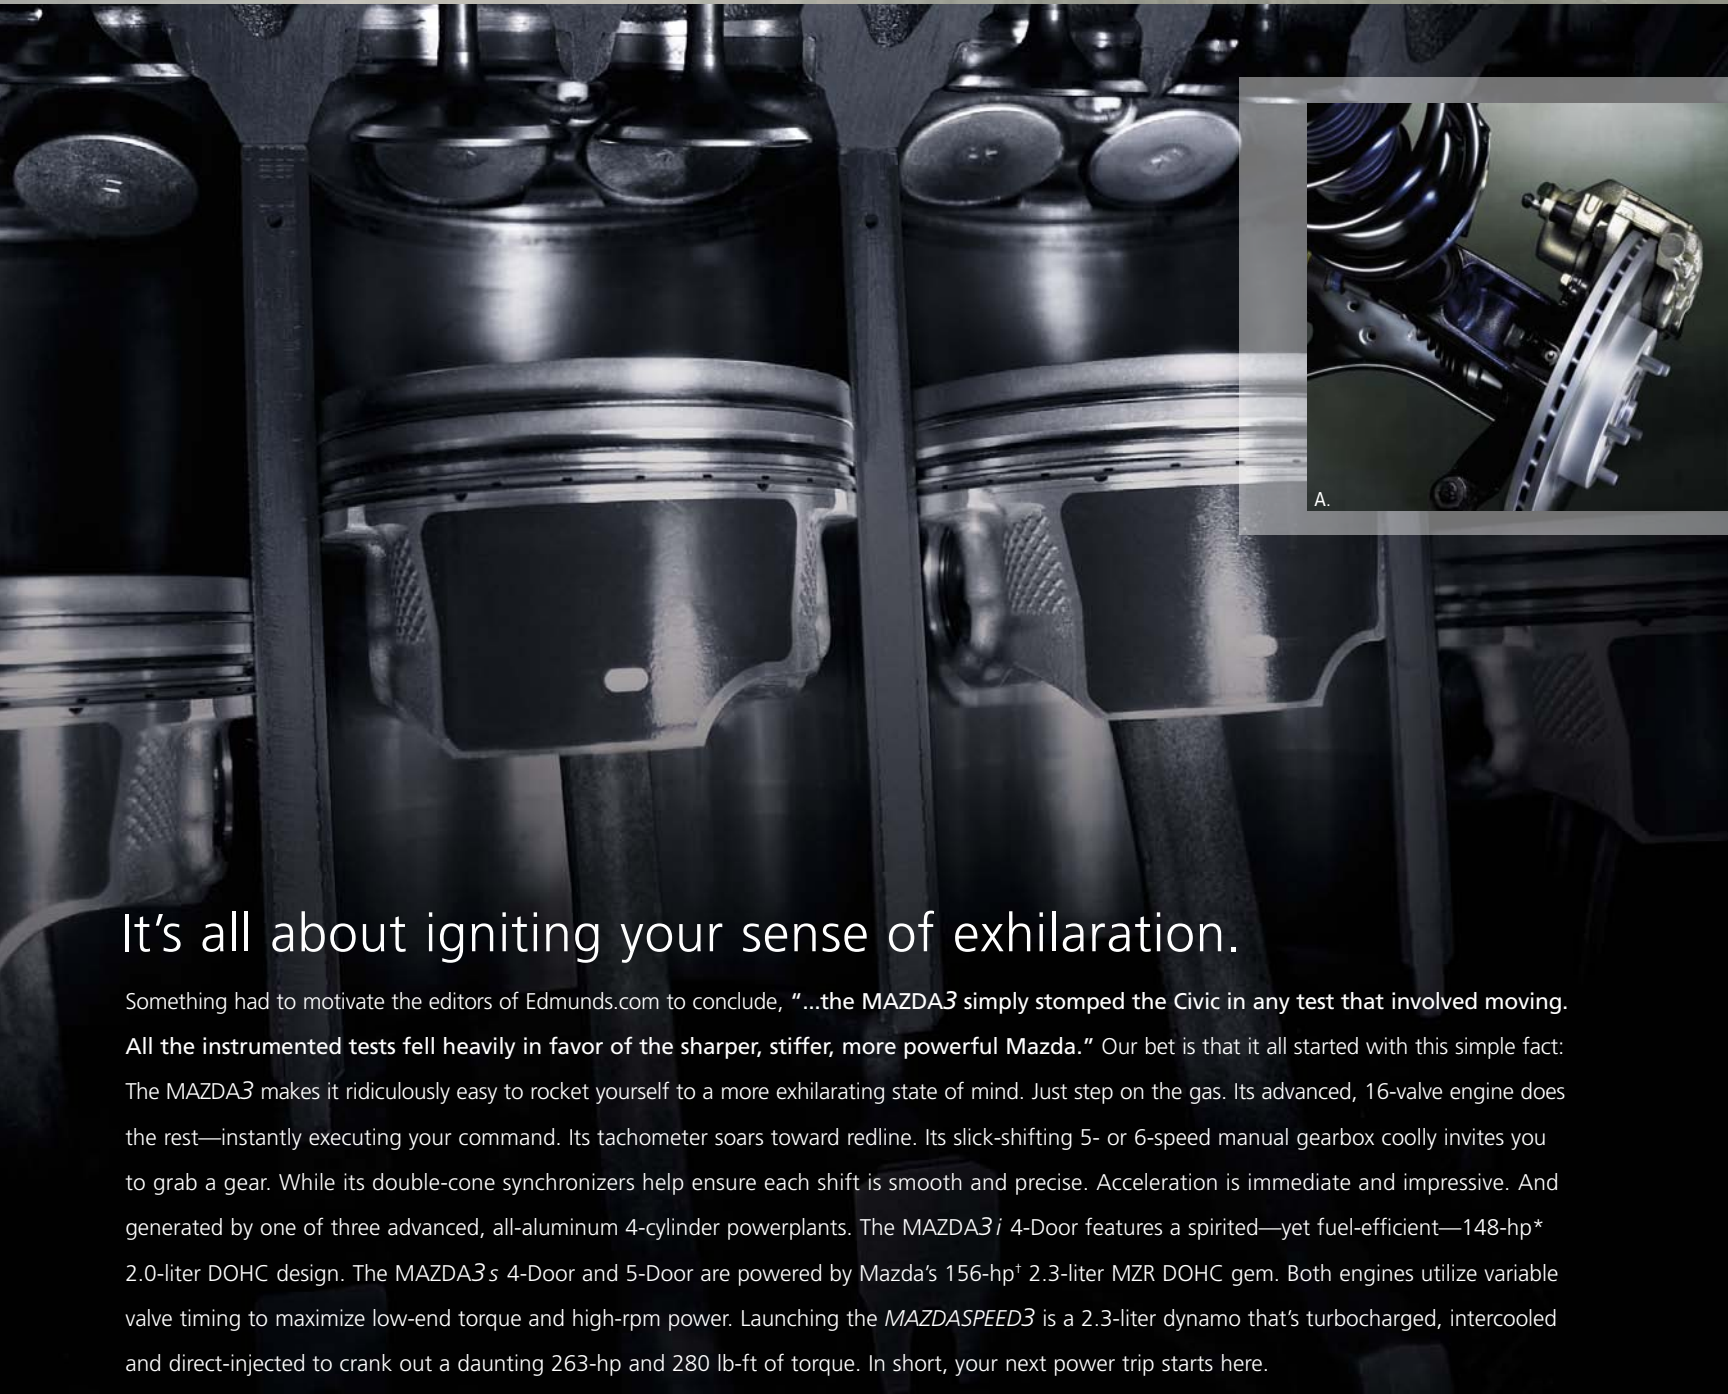 A.
It's all about igniting your sense of exhilaration.
Something had to motivate the editors of Edmunds.com to conclude, “...the MAZDA3 simply stomped the Civic in any test that involved moving.
All the instrumented tests fell heavily in favor of the sharper, stiffer, more powerful Mazda.” Our bet is that it all started with this simple fact:
The MAZDA3 makes it ridiculously easy to rocket yourself to a more exhilarating state of mind. Just step on the gas. Its advanced, 16-valve engine does
the rest—instantly executing your command. Its tachometer soars toward redline. Its slick-shifting 5- or 6-speed manual gearbox coolly invites you
to grab a gear. While its double-cone synchronizers help ensure each shift is smooth and precise. Acceleration is immediate and impressive. And
generated by one of three advanced, all-aluminum 4-cylinder powerplants. The MAZDA3 i 4-Door features a spirited—yet fuel-efficient—148-hp*
2.0-liter DOHC design. The MAZDA3 s 4-Door and 5-Door are powered by Mazda's 156-hp† 2.3-liter MZR DOHC gem. Both engines utilize variable
valve timing to maximize low-end torque and high-rpm power. Launching the MAZDASPEED3 is a 2.3-liter dynamo that's turbocharged, intercooled
and direct-injected to crank out a daunting 263-hp and 280 lb-ft of torque. In short, your next power trip starts here.